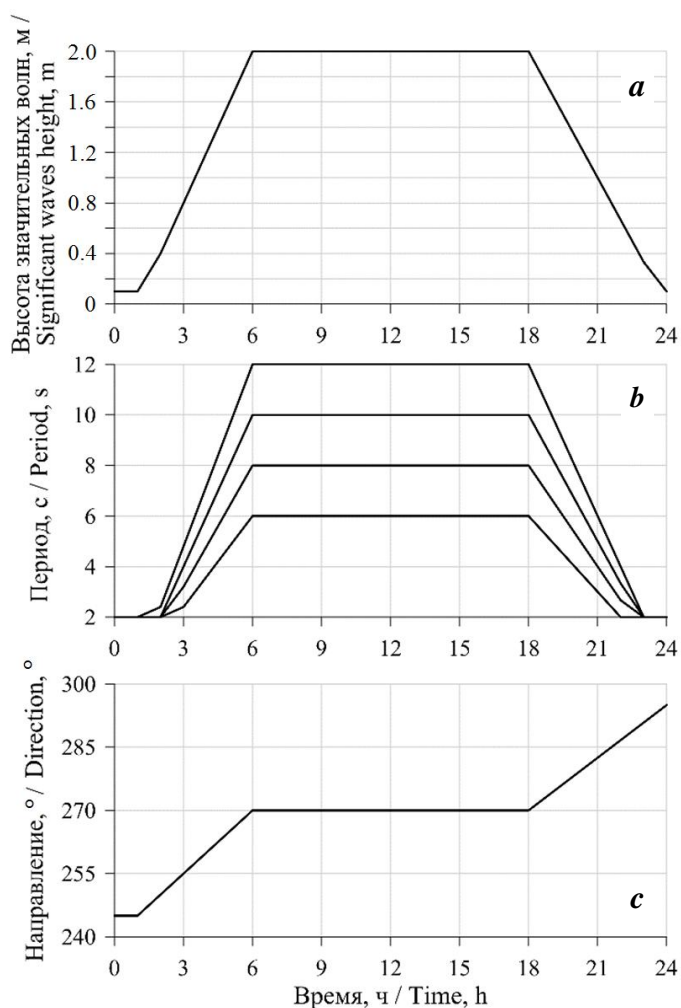 Высота значительных волн, м /
Significant waves height, m
2.0
1.6
1.2
0.8
0.4
0
a
0 3 6 9 12 15 18 21 24
Период, с / Period, s
12
10
8
6
4
2
b
0 3 6 9 12 15 18 21 24
Направление, º / Direction, º
300
285
270
255
240
c
0 3 6 9 12 15 18 21 24
Время, ч / Time, h